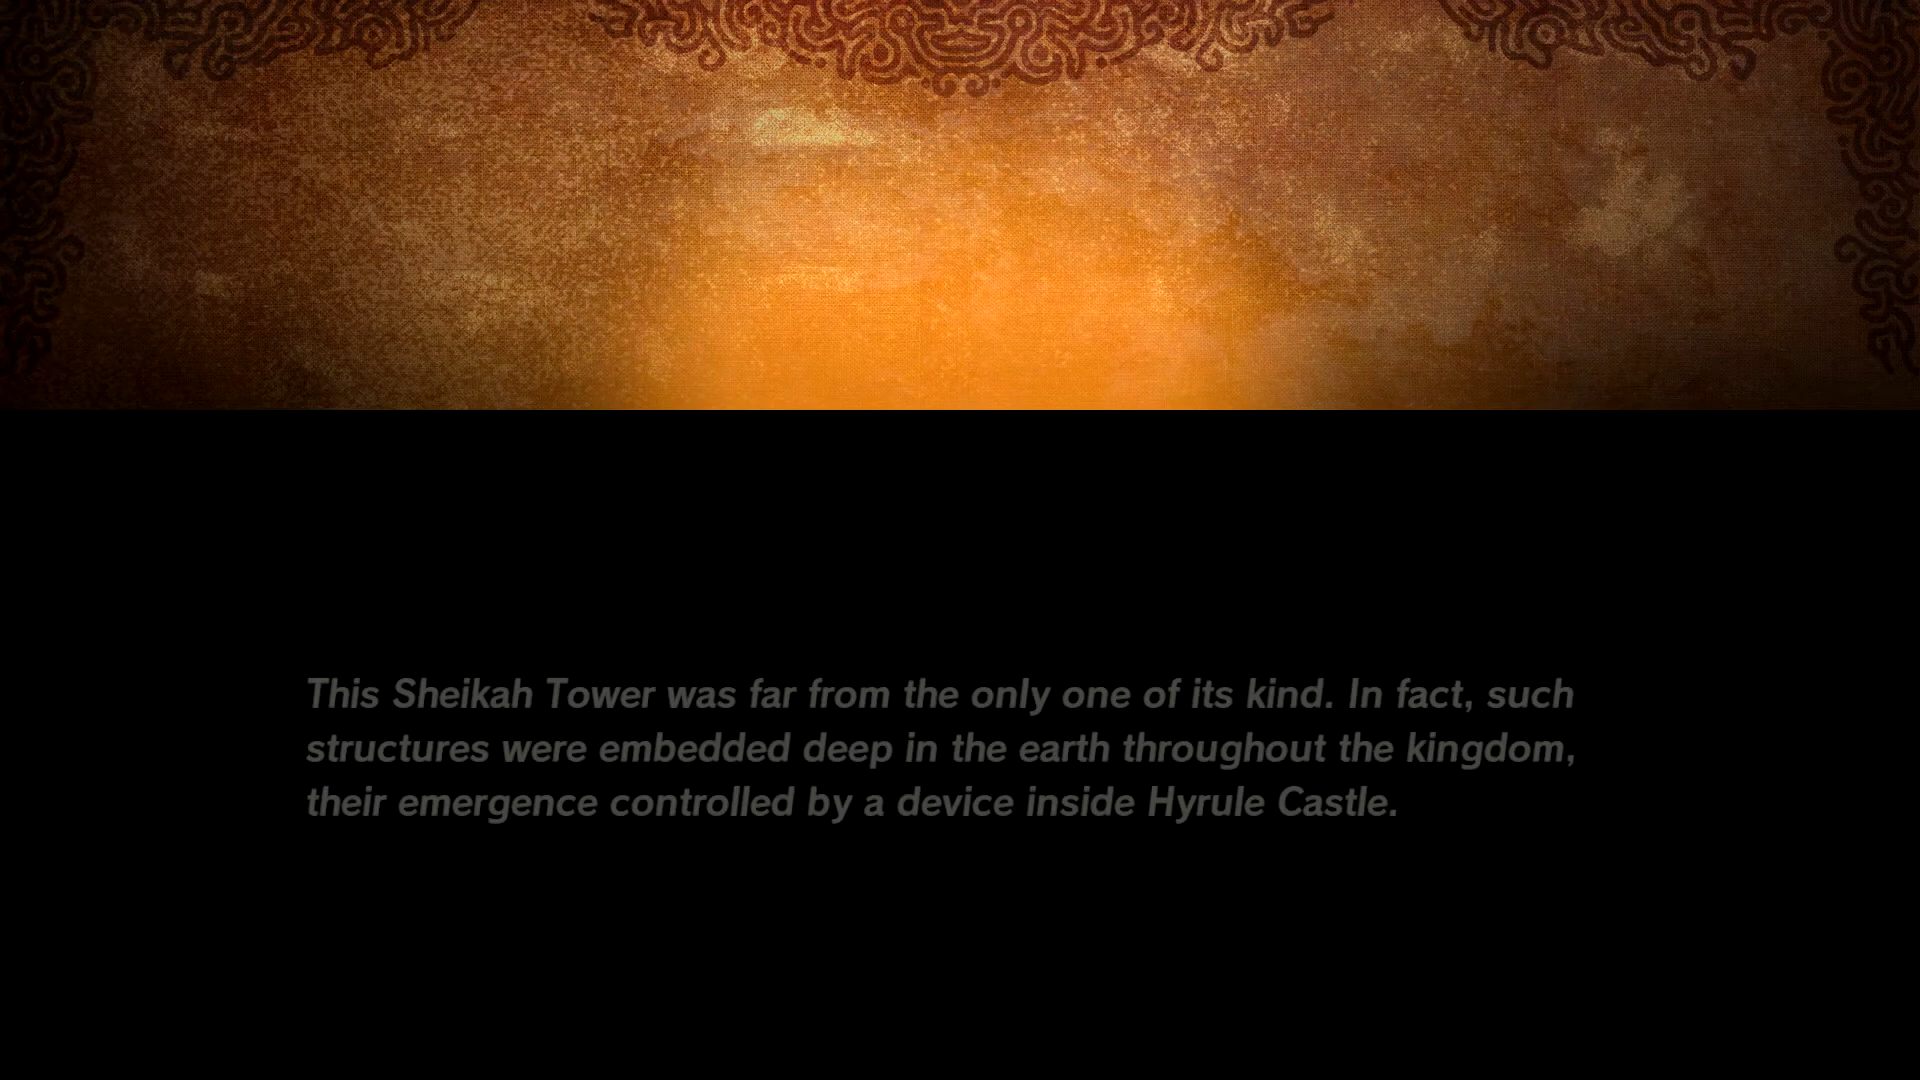 This Sheikah Tower was far from the only one of its kind. In fact, such
structures were embedded deep in the earth throughout the kingdom,
their emergence controlled by a device inside Hyrule Castle.